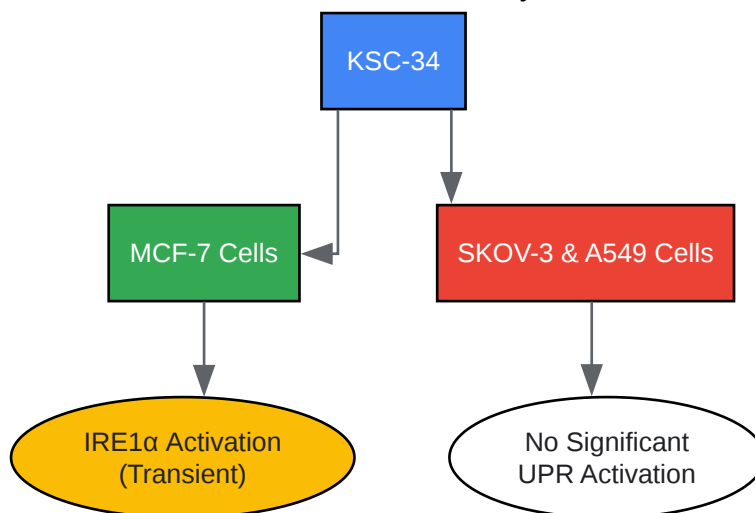 KSC-34
MCF-7 Cells
SKOV-3 & A549 Cells
IRE1α Activation
(Transient)
No Significant
UPR Activation